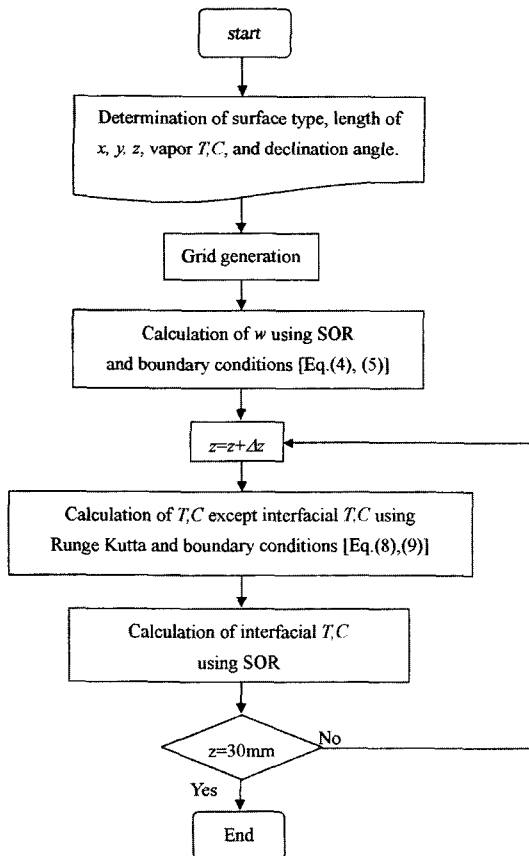 start
Determination of surface type, length of
x, y, z, vapor T,C, and declination angle.
Grid generation
Calculation of w using SOR
and boundary conditions [Eq.(4), (5)]
z=z+Δz
Calculation of T,C except interfacial T,C using
Runge Kutta and boundary conditions [Eq.(8),(9)]
Calculation of interfacial T,C
using SOR
z=30mm
No
Yes
End